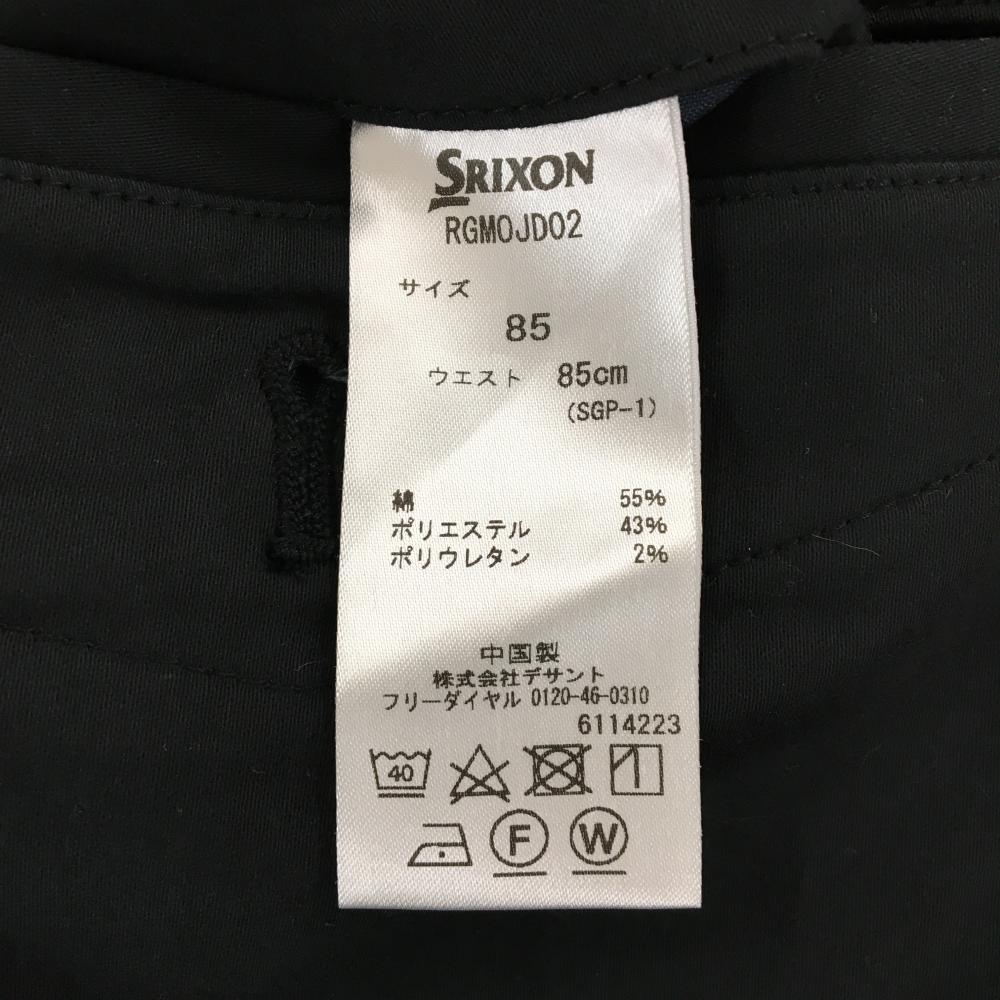 SRIXON
RGMOJD02
サイズ
85
ウエスト 85cm
(SGP-1)
綿 55%
ポリエステル 43%
ポリウレタン 2%
中国製
株式会社デサント
フリーダイヤル 0120-46-0310
6114223
40
F W